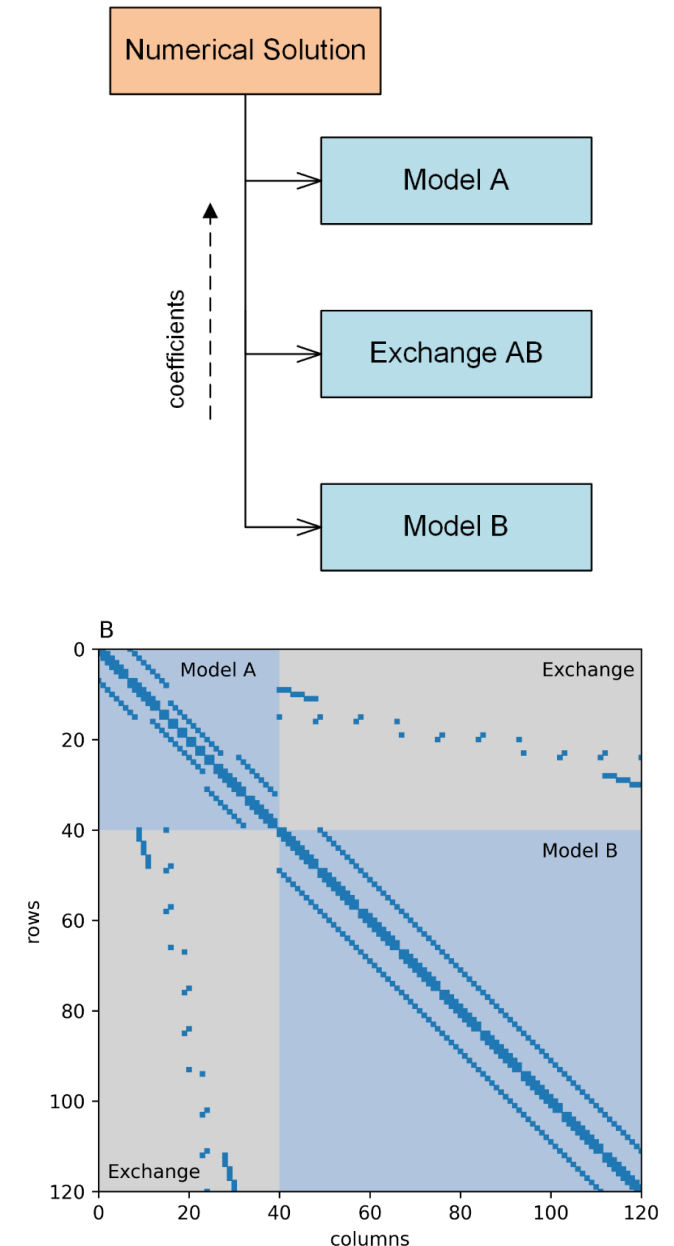 Numerical Solution
Model A
coefficients
Exchange AB
Model B
B
0
Model A
Exchange
20
40
Model B
rows
60
80
100
Exchange
120
0
20
40
60
80
100
120
columns